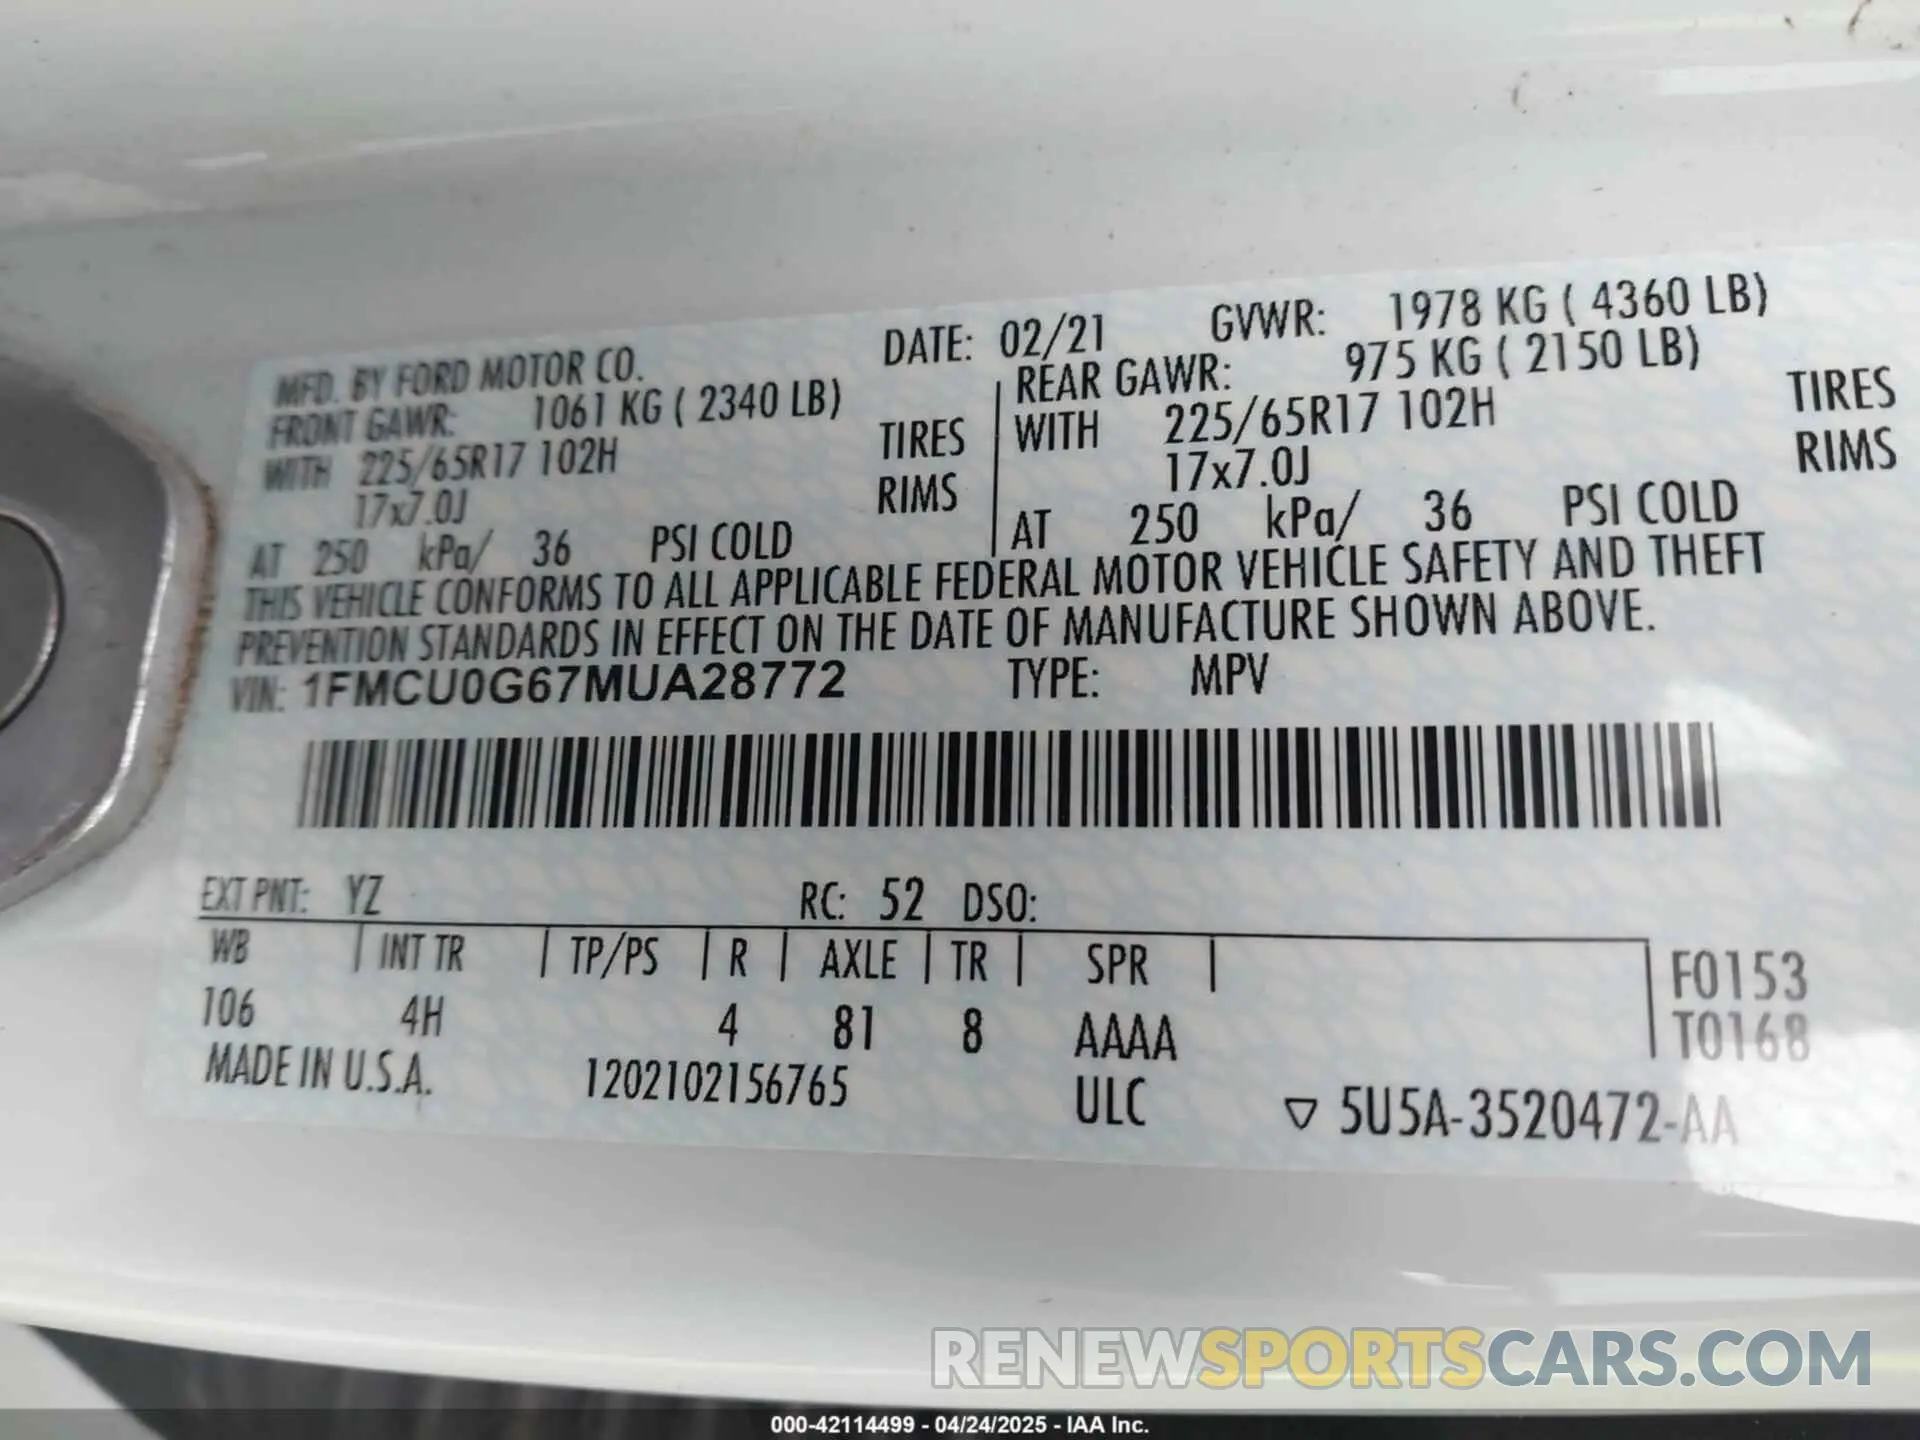 MFD. BY FORD MOTOR CO. DATE: 02/21 GVWR: 1978 KG ( 4360 LB)
FRONT GAWR: 1061 KG ( 2340 LB) REAR GAWR: 975 KG ( 2150 LB)
WITH 225/65R17 102H TIRES WITH 225/65R17 102H TIRES
17x7.0J RIMS 17x7.0J RIMS
AT 250 kPa/ 36 PSI COLD AT 250 kPa/ 36 PSI COLD
THIS VEHICLE CONFORMS TO ALL APPLICABLE FEDERAL MOTOR VEHICLE SAFETY AND THEFT
PREVENTION STANDARDS IN EFFECT ON THE DATE OF MANUFACTURE SHOWN ABOVE.
VIN: 1FMCU0G67MUA28772 TYPE: MPV
EXT PNT: YZ RC: 52 DSO:
WB INT TR TP/PS R AXLE TR SPR F0153
106 4H 4 81 8 AAAA T0168
MADE IN U.S.A. 1202102156765 ULC ▽ 5U5A-3520472-AA
RENEWSPORTSCARS.COM
000-42114499 - 04/24/2025 - IAA Inc.